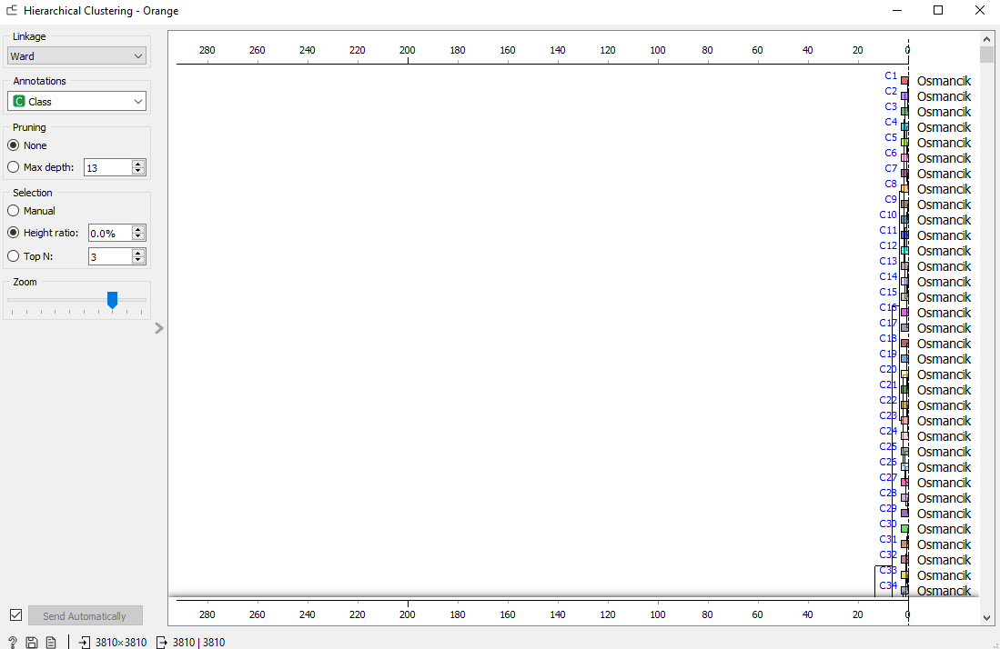 Hierarchical Clustering - Orange
Linkage
Ward
Annotations
C Class
Pruning
None
Max depth: 13
Selection
Manual
Height ratio: 0.0%
Top N: 3
Zoom
280 260 240 220 200 180 160 140 120 100 80 60 40 20 0
C1 Osmancik
C2 Osmancik
C3 Osmancik
C4 Osmancik
C5 Osmancik
C6 Osmancik
C7 Osmancik
C8 Osmancik
C9 Osmancik
C10 Osmancik
C11 Osmancik
C12 Osmancik
C13 Osmancik
C14 Osmancik
C15 Osmancik
C16 Osmancik
C17 Osmancik
C18 Osmancik
C19 Osmancik
C20 Osmancik
C21 Osmancik
C22 Osmancik
C23 Osmancik
C24 Osmancik
C25 Osmancik
C26 Osmancik
C27 Osmancik
C28 Osmancik
C29 Osmancik
C30 Osmancik
C31 Osmancik
C32 Osmancik
C33 Osmancik
C34 Osmancik
280 260 240 220 200 180 160 140 120 100 80 60 40 20 0
Send Automatically
? 3810×3810 3810 | 3810